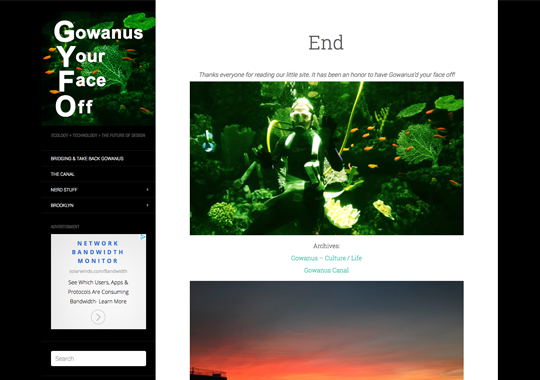 Gowanus
Your
Face
Off
ECOLOGY + TECHNOLOGY + THE FUTURE OF DESIGN
BRIDGING & TAKE BACK GOWANUS
THE CANAL
NERD STUFF
BROOKLYN
ADVERTISEMENT
NETWORK
BANDWIDTH
MONITOR
solarwinds.com/Bandwidth
See Which Users, Apps &
Protocols Are Consuming
Bandwidth- Learn More
Search
End
Thanks everyone for reading our little site. It has been an honor to have Gowanus'd your face off!
Archives:
Gowanus – Culture / Life
Gowanus Canal